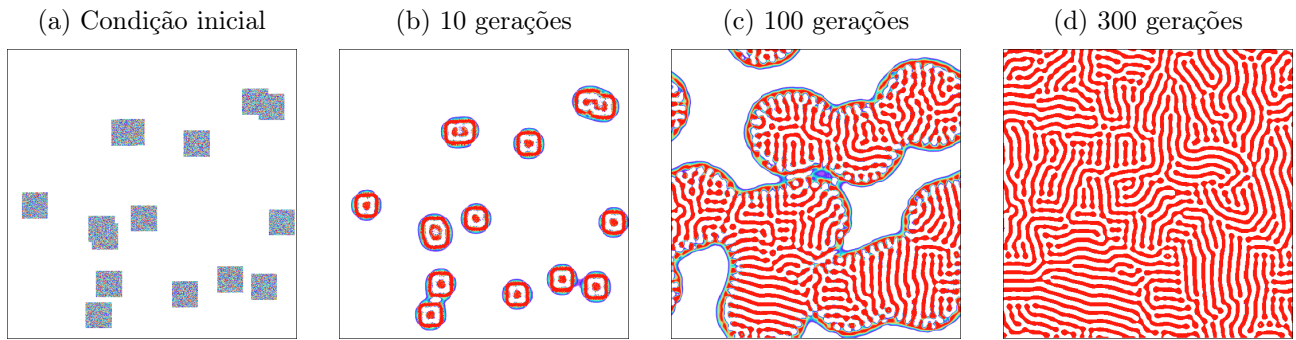 (a) Condição inicial
(b) 10 gerações
(c) 100 gerações
(d) 300 gerações